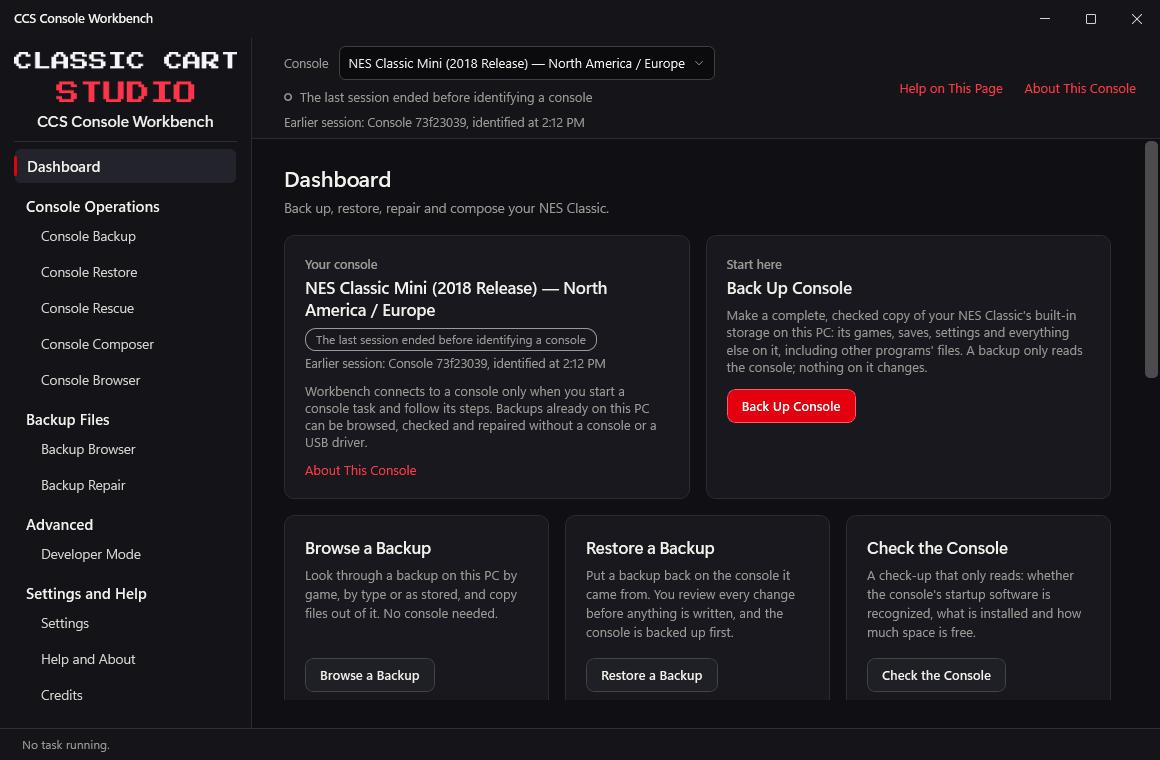 CCS Console Workbench
CLASSIC CART
STUDIO
CCS Console Workbench
Dashboard
Console Operations
Console Backup
Console Restore
Console Rescue
Console Composer
Console Browser
Backup Files
Backup Browser
Backup Repair
Advanced
Developer Mode
Settings and Help
Settings
Help and About
Credits
Console
NES Classic Mini (2018 Release) — North America / Europe
The last session ended before identifying a console
Earlier session: Console 73f23039, identified at 2:12 PM
Help on This Page
About This Console
Dashboard
Back up, restore, repair and compose your NES Classic.
Your console
NES Classic Mini (2018 Release) — North
America / Europe
The last session ended before identifying a console
Earlier session: Console 73f23039, identified at 2:12 PM
Workbench connects to a console only when you start a
console task and follow its steps. Backups already on this PC
can be browsed, checked and repaired without a console or a
USB driver.
About This Console
Start here
Back Up Console
Make a complete, checked copy of your NES Classic's built-in
storage on this PC: its games, saves, settings and everything
else on it, including other programs' files. A backup only reads
the console; nothing on it changes.
Back Up Console
Browse a Backup
Look through a backup on this PC by
game, by type or as stored, and copy
files out of it. No console needed.
Browse a Backup
Restore a Backup
Put a backup back on the console it
came from. You review every change
before anything is written, and the
console is backed up first.
Restore a Backup
Check the Console
A check-up that only reads: whether
the console's startup software is
recognized, what is installed and how
much space is free.
Check the Console
No task running.